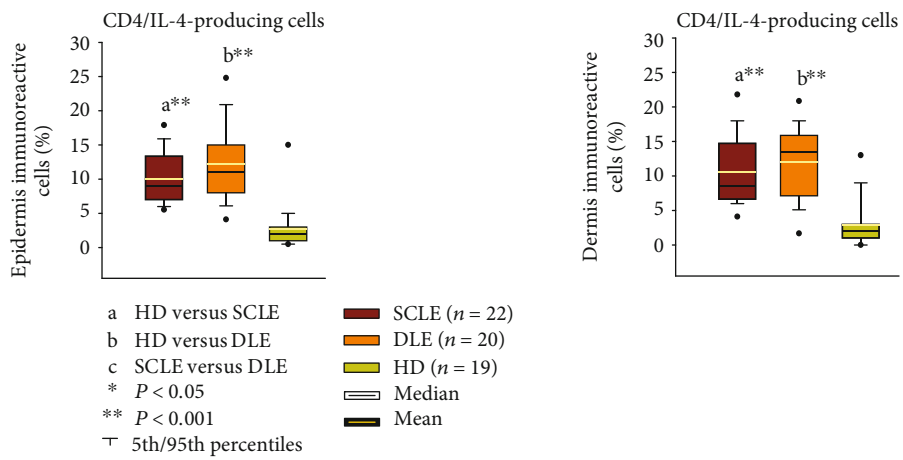 CD4/IL-4-producing cells
30
25
20
15
10
5
0
Epidermis immunoreactive
cells (%)
a**
b**
CD4/IL-4-producing cells
30
25
20
15
10
5
0
Dermis immunoreactive
cells (%)
a**
b**
a HD versus SCLE
b HD versus DLE
c SCLE versus DLE
* P < 0.05
** P < 0.001
5th/95th percentiles
SCLE (n = 22)
DLE (n = 20)
HD (n = 19)
Median
Mean